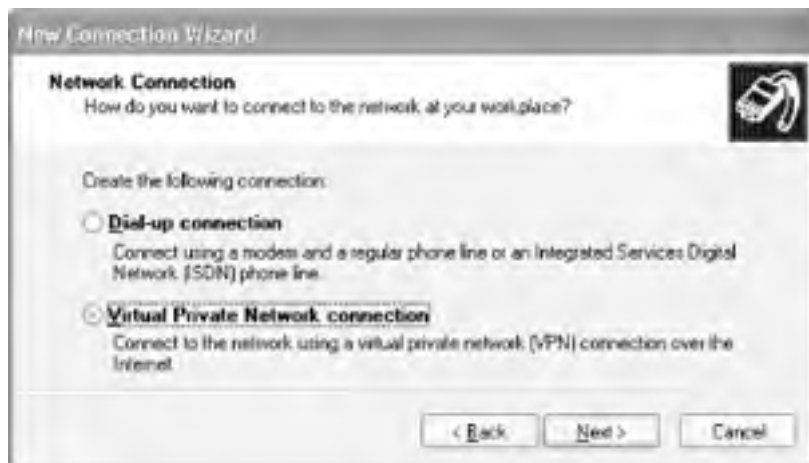 New Connection Wizard
Network Connection
How do you want to connect to the network at your workplace?
Create the following connection:
Dial-up connection
Connect using a modem and a regular phone line or an Integrated Services Digital
Network (ISDN) phone line.
Virtual Private Network connection
Connect to the network using a virtual private network (VPN) connection over the
Internet.
< Back Next > Cancel